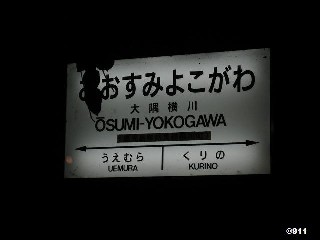 おおすみよこがわ
大隅横川
ŌSUMI-YOKOGAWA
うえむら くりの
UEMURA KURINO
©911